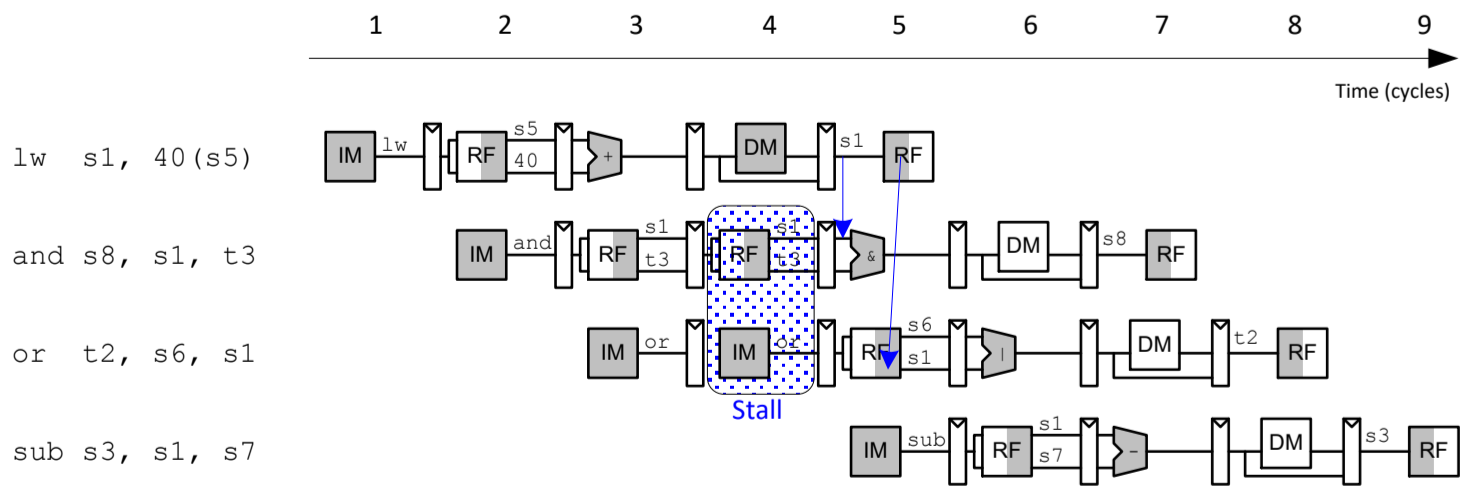 1 2 3 4 5 6 7 8 9
Time (cycles)
s5
lw s1, 40(s5) IM lw RF 40 + DM s1 RF
s1 s1
and s8, s1, t3 IM and RF t3 RF t3 & DM s8 RF
s6
or t2, s6, s1 IM or IM or RF s1 | DM t2 RF
Stall
s1
sub s3, s1, s7 IM sub RF s7 - DM s3 RF